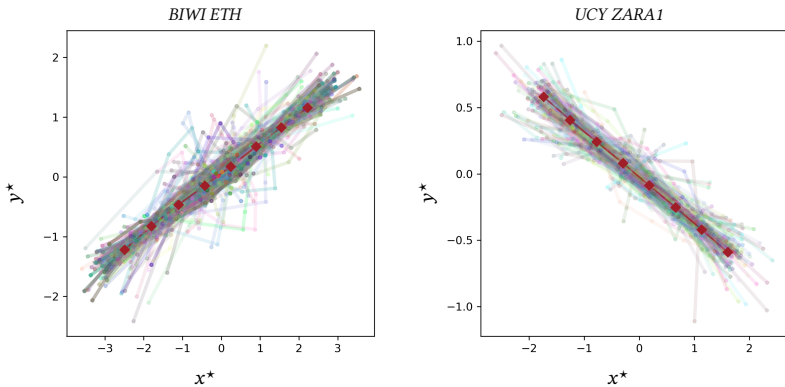 BIWI ETH
2
1
0
−1
−2
−3 −2 −1 0 1 2 3
y⋆
x⋆
UCY ZARA1
1.0
0.5
0.0
−0.5
−1.0
−2 −1 0 1 2
y⋆
x⋆